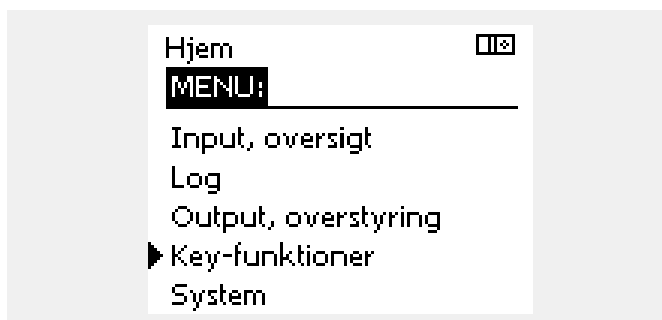 Hjem
MENU:
Input, oversigt
Log
Output, overstyring
Key-funktioner
System